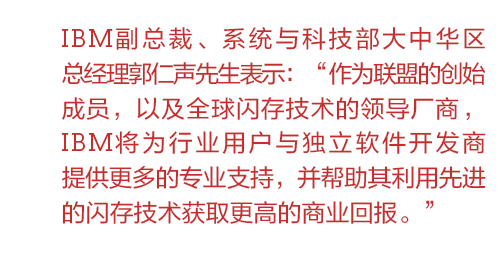 IBM副总裁、系统与科技部大中华区
总经理郭仁声先生表示：“作为联盟的创始
成员，以及全球闪存技术的领导厂商，
IBM将为行业用户与独立软件开发商
提供更多的专业支持，并帮助其利用先进
的闪存技术获取更高的商业回报。”